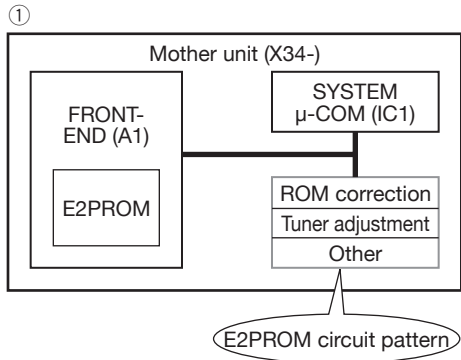 ①
Mother unit (X34-)
FRONT-
END (A1)
E2PROM
SYSTEM
μ-COM (IC1)
ROM correction
Tuner adjustment
Other
E2PROM circuit pattern